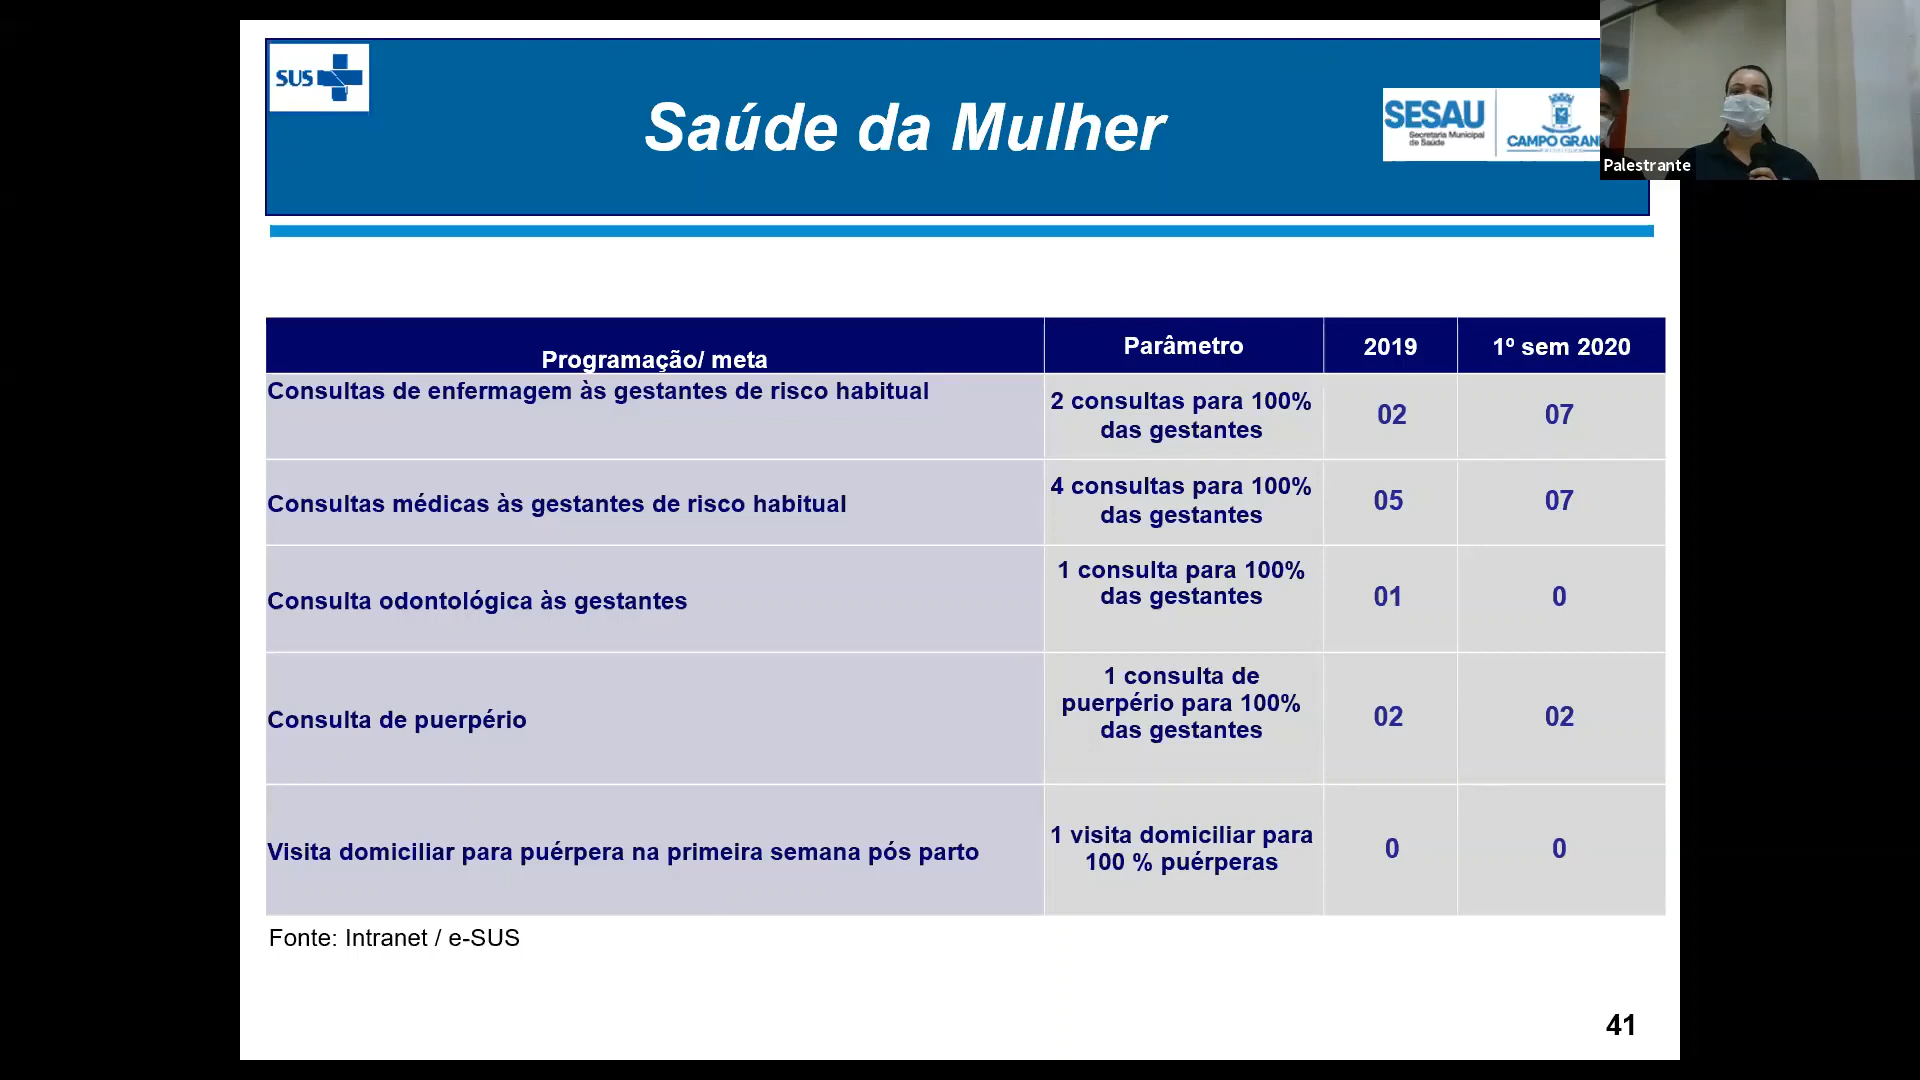 SUS
Saúde da Mulher
SESAU
Secretaria Municipal
de Saúde
CAMPO GRAN
Palestrante
Programação/ meta
Parâmetro
2019
1º sem 2020
Consultas de enfermagem às gestantes de risco habitual
2 consultas para 100%
das gestantes
02
07
Consultas médicas às gestantes de risco habitual
4 consultas para 100%
das gestantes
05
07
Consulta odontológica às gestantes
1 consulta para 100%
das gestantes
01
0
Consulta de puerpério
1 consulta de
puerpério para 100%
das gestantes
02
02
Visita domiciliar para puérpera na primeira semana pós parto
1 visita domiciliar para
100 % puérperas
0
0
Fonte: Intranet / e-SUS
41